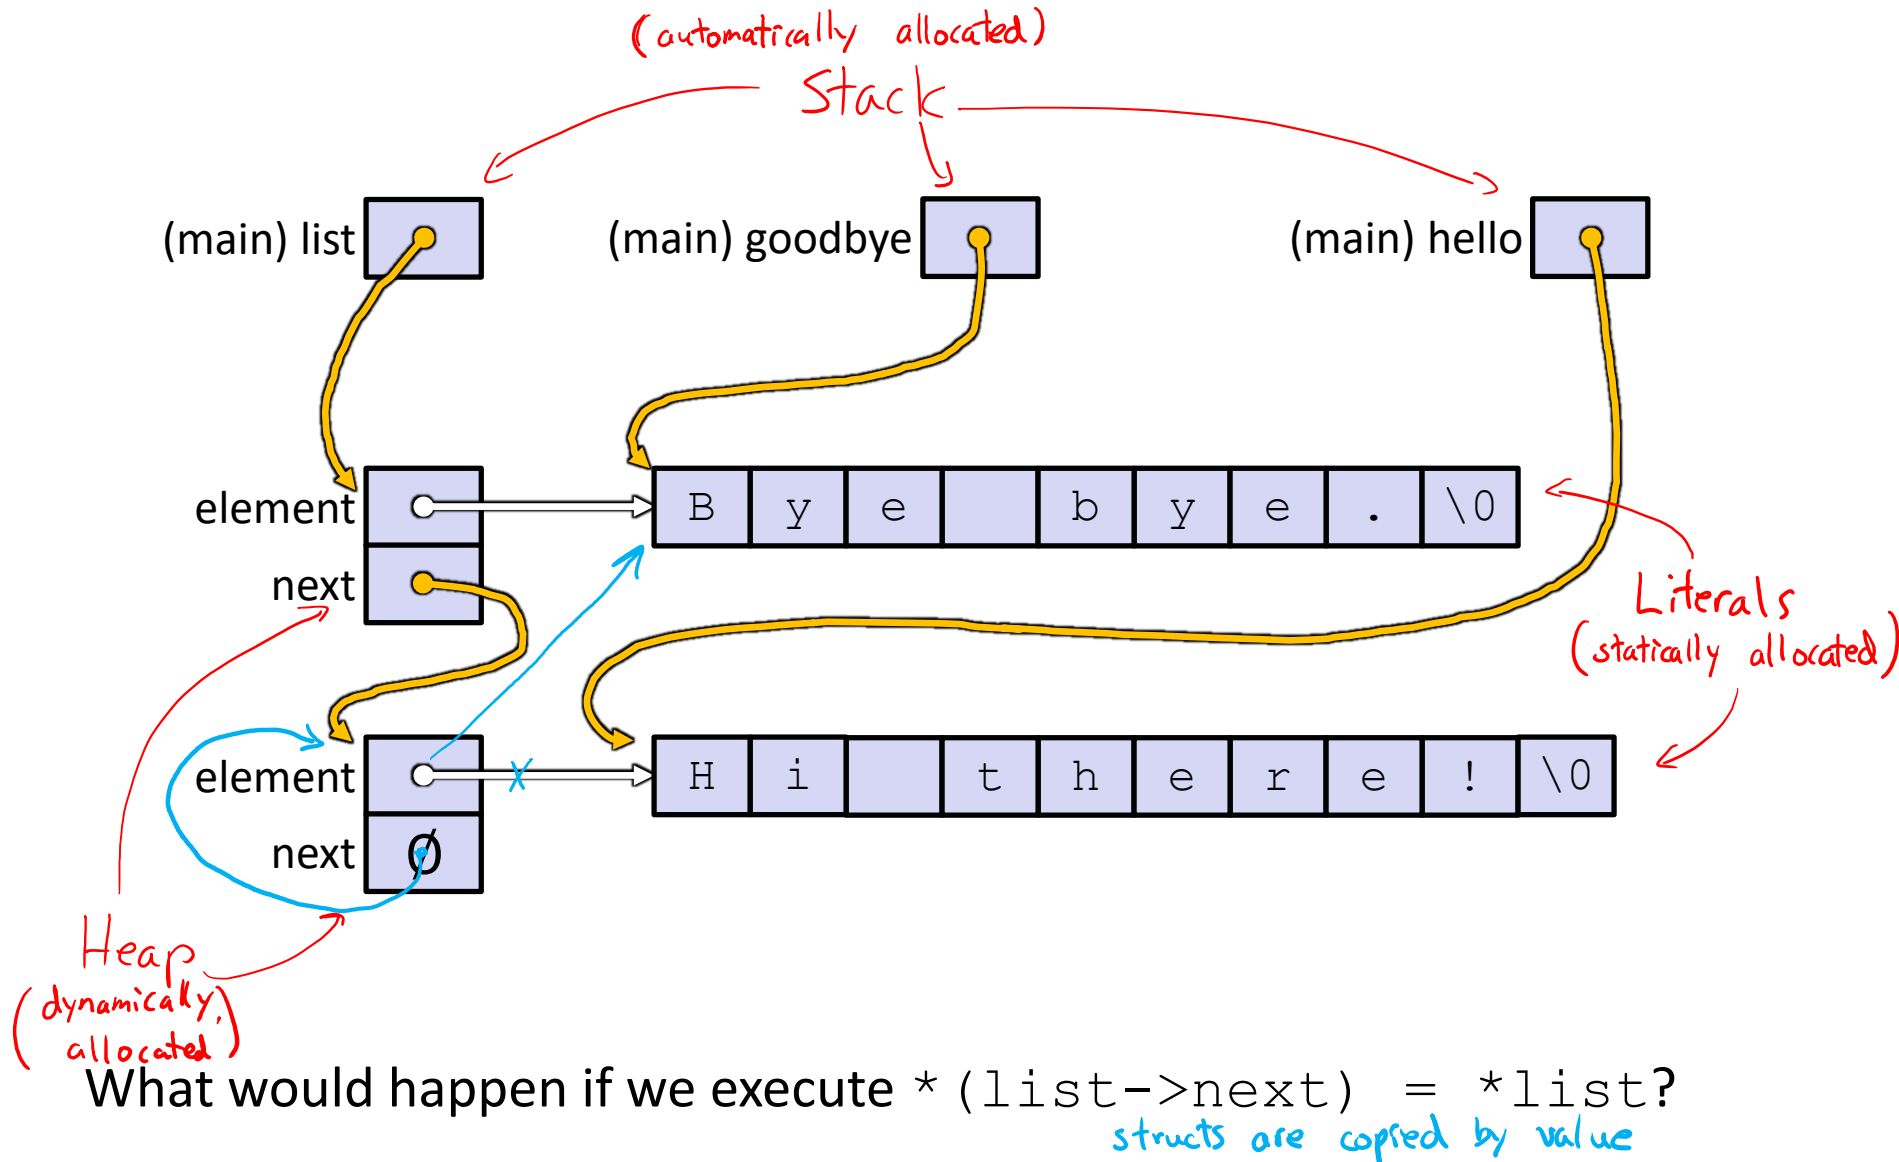 (automatically allocated)
Stack
(main) list
(main) goodbye
(main) hello
element
B y e b y e . \0
next
Literals
(statically allocated)
element
H i t h e r e ! \0
next Ø
Heap
(dynamically
allocated)
What would happen if we execute *(list->next) = *list?
structs are copied by value